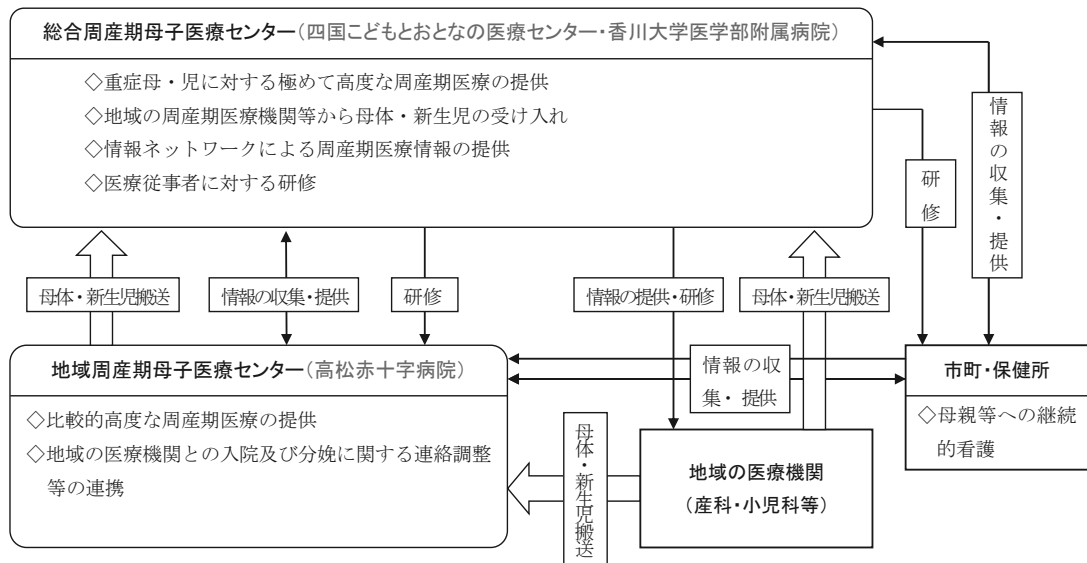 総合周産期母子医療センター(四国こどもとおとなの医療センター・香川大学医学部附属病院)
◇重症母・児に対する極めて高度な周産期医療の提供
◇地域の周産期医療機関等から母体・新生児の受け入れ
◇情報ネットワークによる周産期医療情報の提供
◇医療従事者に対する研修
研修
情報の収集・提供
母体・新生児搬送
情報の収集・提供
研修
情報の提供・研修
母体・新生児搬送
地域周産期母子医療センター(高松赤十字病院)
◇比較的高度な周産期医療の提供
◇地域の医療機関との入院及び分娩に関する連絡調整
等の連携
情報の収
集・提供
市町・保健所
◇母親等への継続
的看護
母体・新生児搬送
地域の医療機関
(産科・小児科等)